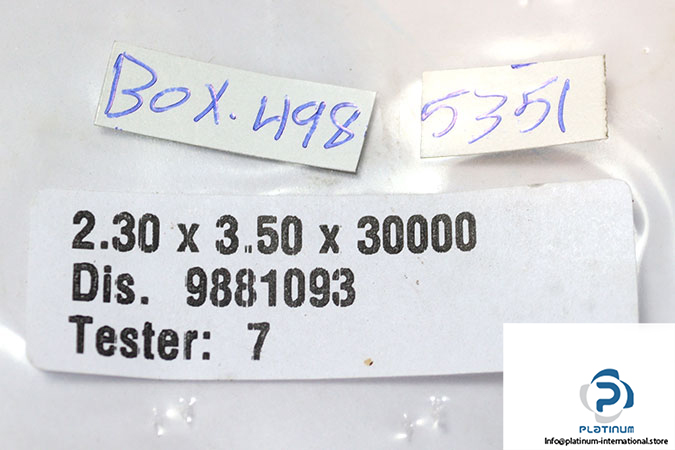 BOX.498
5351
2.30 x 3.50 x 30000
Dis. 9881093
Tester: 7
PLATINUM
Info@platinum-international.store